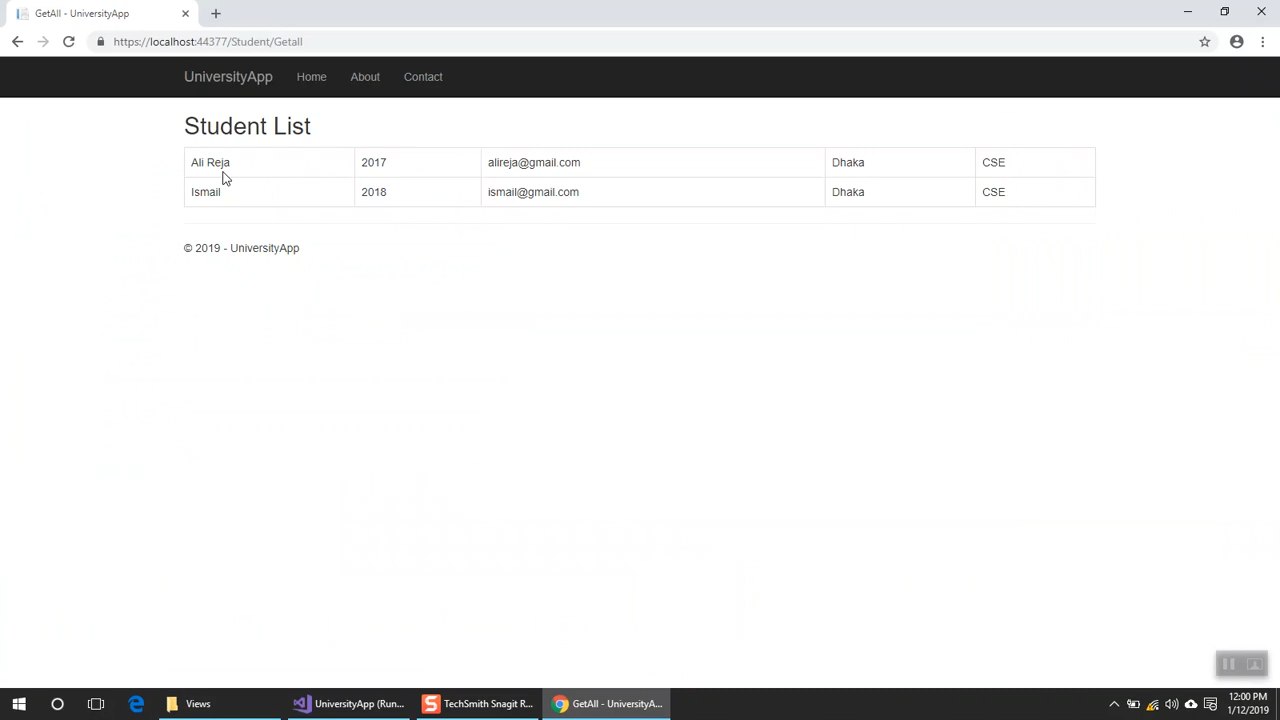 GetAll - UniversityApp
https://localhost:44377/Student/Getall
UniversityApp Home About Contact
Student List
Ali Reja 2017 alireja@gmail.com Dhaka CSE
Ismail 2018 ismail@gmail.com Dhaka CSE
© 2019 - UniversityApp
Views UniversityApp (Run... TechSmith Snagit R... GetAll - UniversityA... 12:00 PM
1/12/2019